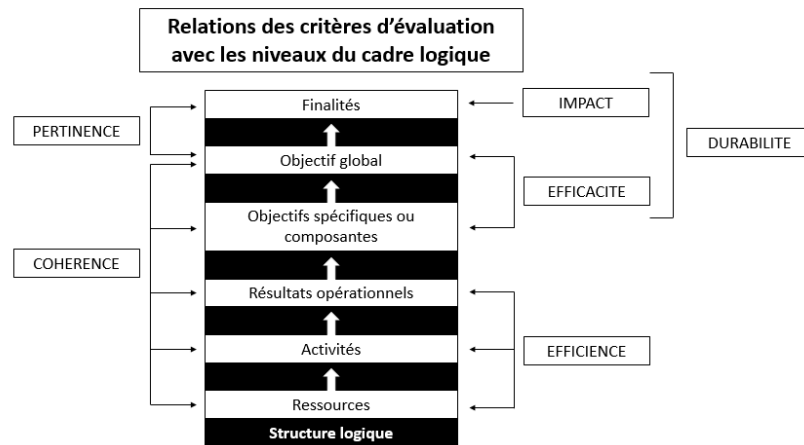 Relations des critères d'évaluation
avec les niveaux du cadre logique
Finalités
IMPACT
PERTINENCE
DURABILITE
Objectif global
EFFICACITE
Objectifs spécifiques ou
composantes
COHERENCE
Résultats opérationnels
Activités
EFFICIENCE
Ressources
Structure logique